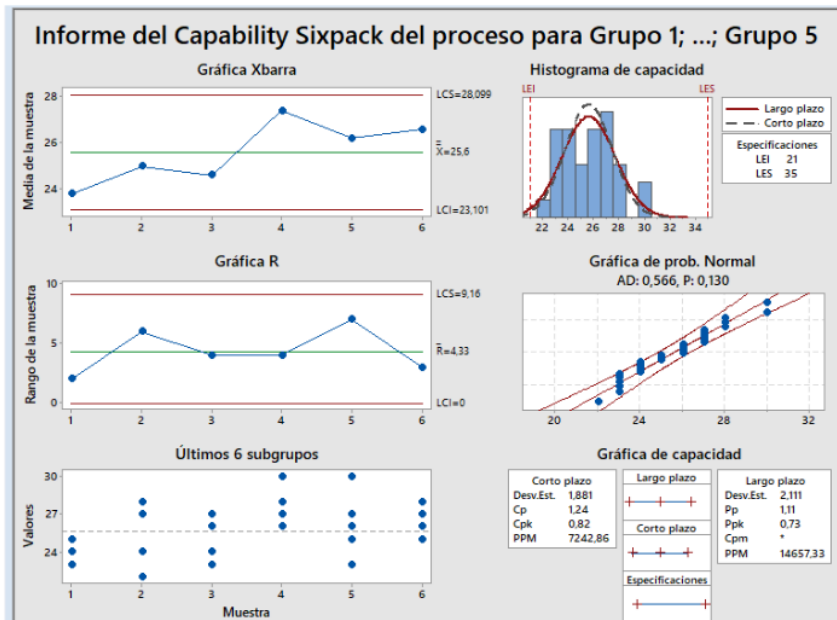 Informe del Capability Sixpack del proceso para Grupo 1; ...; Grupo 5
Gráfica Xbarra
Media de la muestra
28
26
24
1 2 3 4 5 6
LCS=28,099
X=25,6
LCI=23,101
Histograma de capacidad
LEI LES
22 24 26 28 30 32 34
Largo plazo
Corto plazo
Especificaciones
LEI 21
LES 35
Gráfica R
Rango de la muestra
10
5
0
1 2 3 4 5 6
LCS=9,16
R=4,33
LCI=0
Gráfica de prob. Normal
AD: 0,566, P: 0,130
20 24 28 32
Últimos 6 subgrupos
Valores
30
24
1 2 3 4 5 6
Muestra
Gráfica de capacidad
Corto plazo
Desv.Est. 1,881
Cp 1,24
Cpk 0,82
PPM 7242,86
Largo plazo
Corto plazo
Especificaciones
Largo plazo
Desv.Est. 2,111
Pp 1,11
Ppk 0,73
Cpm *
PPM 14657,33